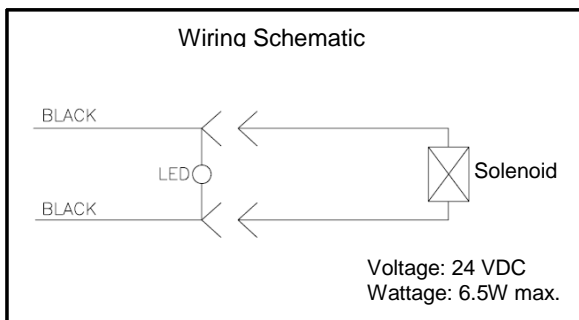 Wiring Schematic
BLACK
LED
Solenoid
BLACK
Voltage: 24 VDC
Wattage: 6.5W max.